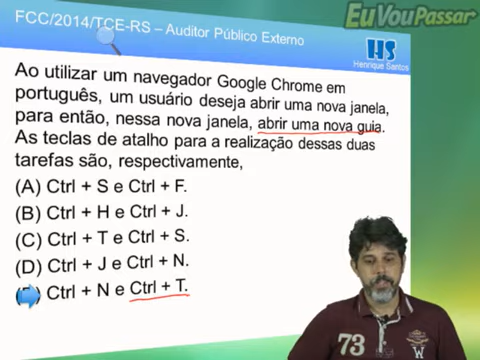 EuVouPassar
FCC/2014/TCE-RS – Auditor Público Externo
HS
Henrique Santos
Ao utilizar um navegador Google Chrome em
português, um usuário deseja abrir uma nova janela,
para então, nessa nova janela, abrir uma nova guia.
As teclas de atalho para a realização dessas duas
tarefas são, respectivamente,
(A) Ctrl + S e Ctrl + F.
(B) Ctrl + H e Ctrl + J.
(C) Ctrl + T e Ctrl + S.
(D) Ctrl + J e Ctrl + N.
Ctrl + N e Ctrl + T.
73
W